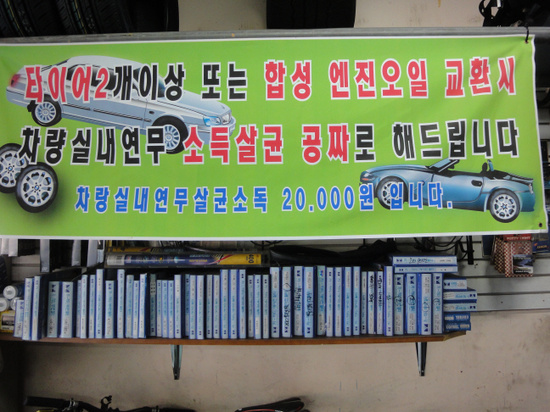 타이어2개이상 또는 합성 엔진오일 교환시
차량실내연무 소득살균 공짜로 해드립니다
차량실내연무살균소독 20.000원 입니다.